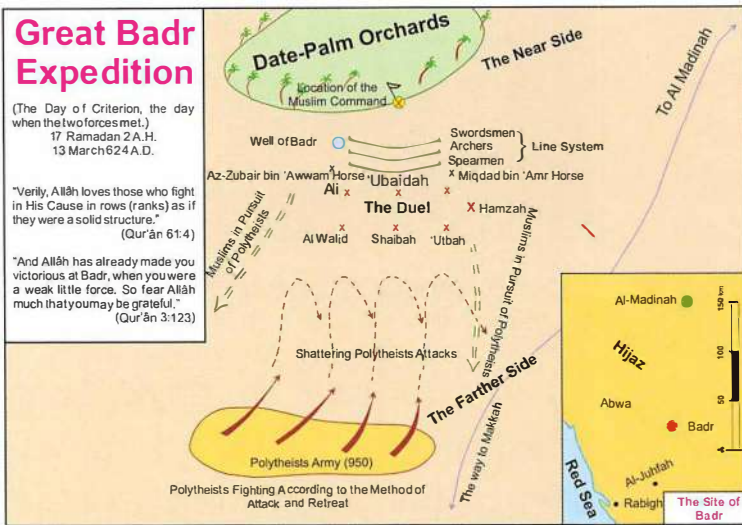 Great Badr
Expedition
(The Day of Criterion, the day
when the two forces met.)
17 Ramadan 2 A.H.
13 March 624 A.D.
"Verily, Allâh loves those who fight
in His Cause in rows (ranks) as if
they were a solid structure."
(Qur'ân 61:4)
"And Allâh has already made you
victorious at Badr, when you were
a weak little force. So fear Allâh
much that you may be grateful."
(Qur'ân 3:123)
Date-Palm Orchards
The Near Side
To Al Madinah
Location of the
Muslim Command
Well of Badr
Swordsmen
Archers
Spearmen
Line System
Az-Zubair bin 'Awwam Horse
Miqdad bin 'Amr Horse
Ali
'Ubaidah
Hamzah
The Duel
Al Walid
Shaibah
'Utbah
Muslims in Pursuit
of Polytheists
Muslims in Pursuit of Polytheists
Shattering Polytheists Attacks
The Farther Side
The way to Makkah
Polytheists Army (950)
Polytheists Fighting According to the Method of
Attack and Retreat
Al-Madinah
Hijaz
Abwa
Badr
Red Sea
Al-Juhfah
Rabigh
150 km
100
50
The Site of
Badr